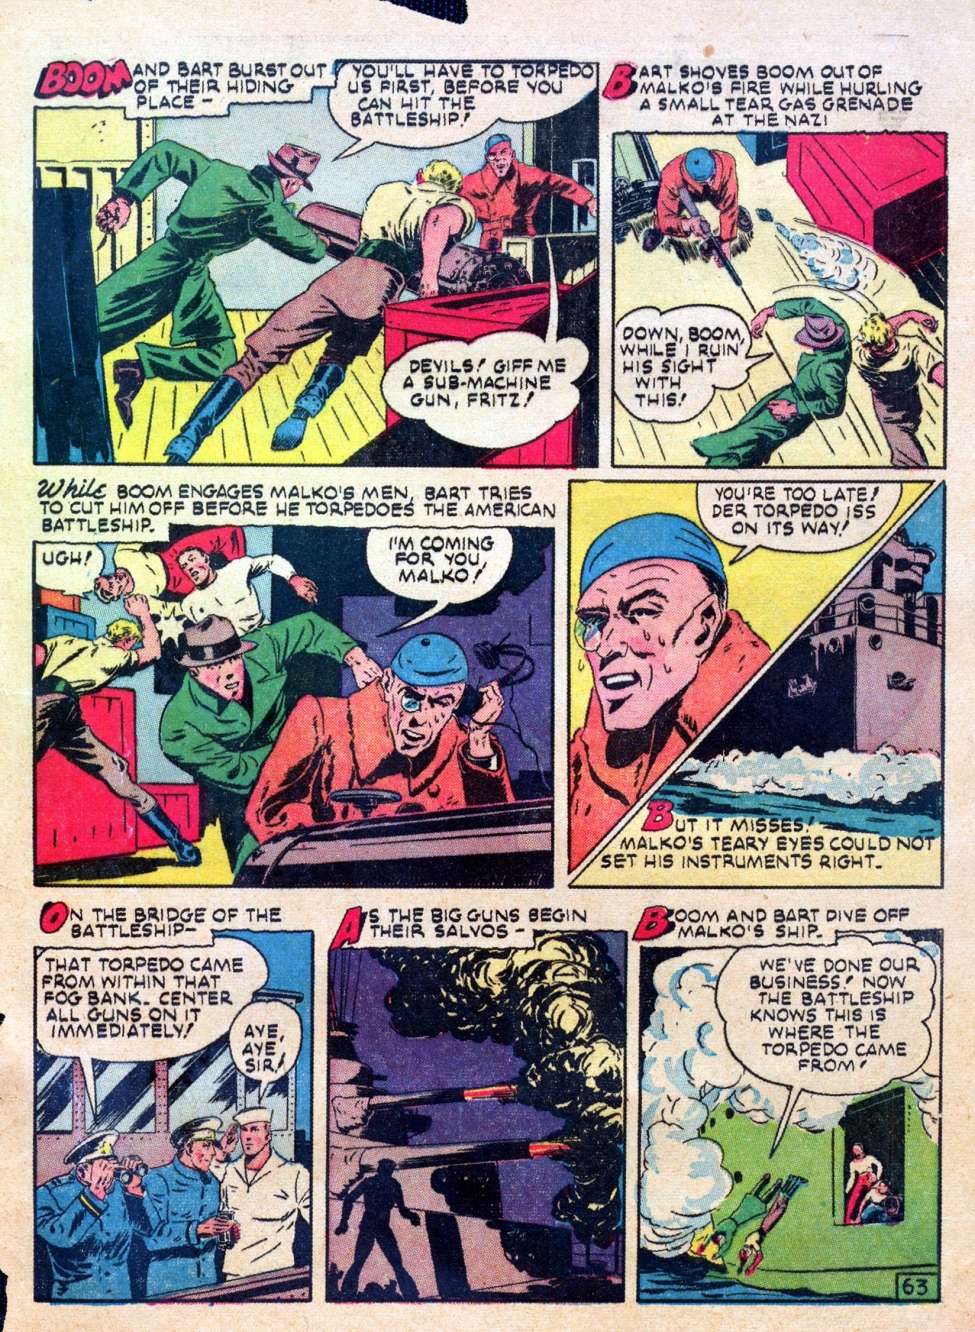 BOOM AND BART BURST OUT
OF THEIR HIDING
PLACE —
YOU'LL HAVE TO TORPEDO
US FIRST, BEFORE YOU
CAN HIT THE
BATTLESHIP!
DEVILS! GIFF ME
A SUB-MACHINE
GUN, FRITZ!
BART SHOVES BOOM OUT OF
MALKO'S FIRE WHILE HURLING
A SMALL TEAR GAS GRENADE
AT THE NAZI
DOWN, BOOM,
WHILE I RUIN
HIS SIGHT
WITH
THIS!
While BOOM ENGAGES MALKO'S MEN, BART TRIES
TO CUT HIM OFF BEFORE HE TORPEDOES THE AMERICAN
BATTLESHIP.
UGH!
I'M COMING
FOR YOU
MALKO!
YOU'RE TOO LATE!
DER TORPEDO ISS
ON ITS WAY!
BUT IT MISSES!
MALKO'S TEARY EYES COULD NOT
SET HIS INSTRUMENTS RIGHT.
ON THE BRIDGE OF THE
BATTLESHIP—
THAT TORPEDO CAME
FROM WITHIN THAT
FOG BANK. CENTER
ALL GUNS ON IT
IMMEDIATELY!
AYE,
AYE,
SIR!
AS THE BIG GUNS BEGIN
THEIR SALVOS —
BOOM AND BART DIVE OFF
MALKO'S SHIP.
WE'VE DONE OUR
BUSINESS! NOW
THE BATTLESHIP
KNOWS THIS IS
WHERE THE
TORPEDO CAME
FROM!
63